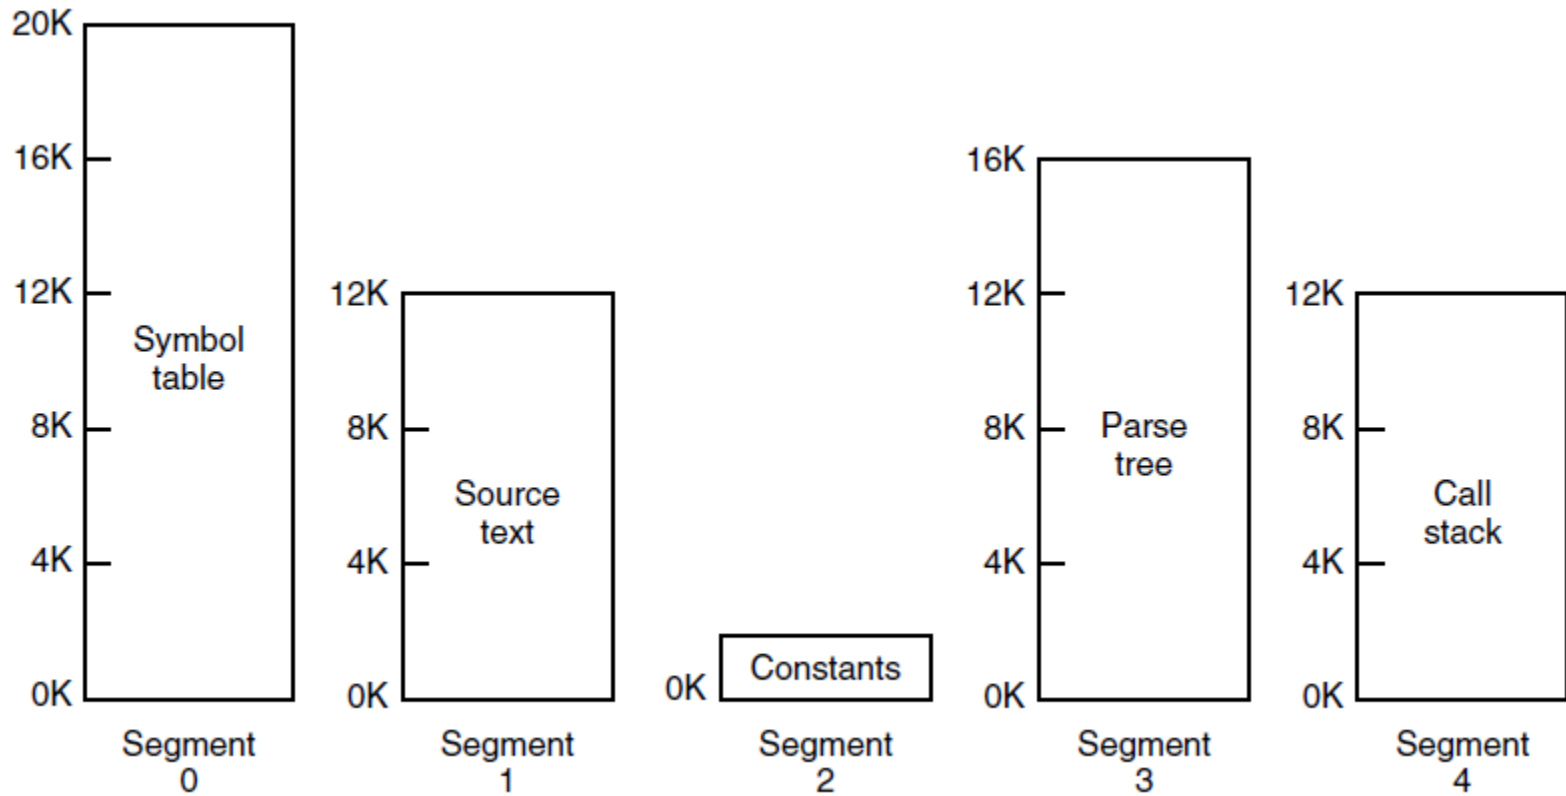 20K
16K
12K
Symbol
table
8K
4K
0K
Segment
0
12K
8K
Source
text
4K
0K
Segment
1
Constants
0K
Segment
2
16K
12K
8K
Parse
tree
4K
0K
Segment
3
12K
8K
Call
stack
4K
0K
Segment
4